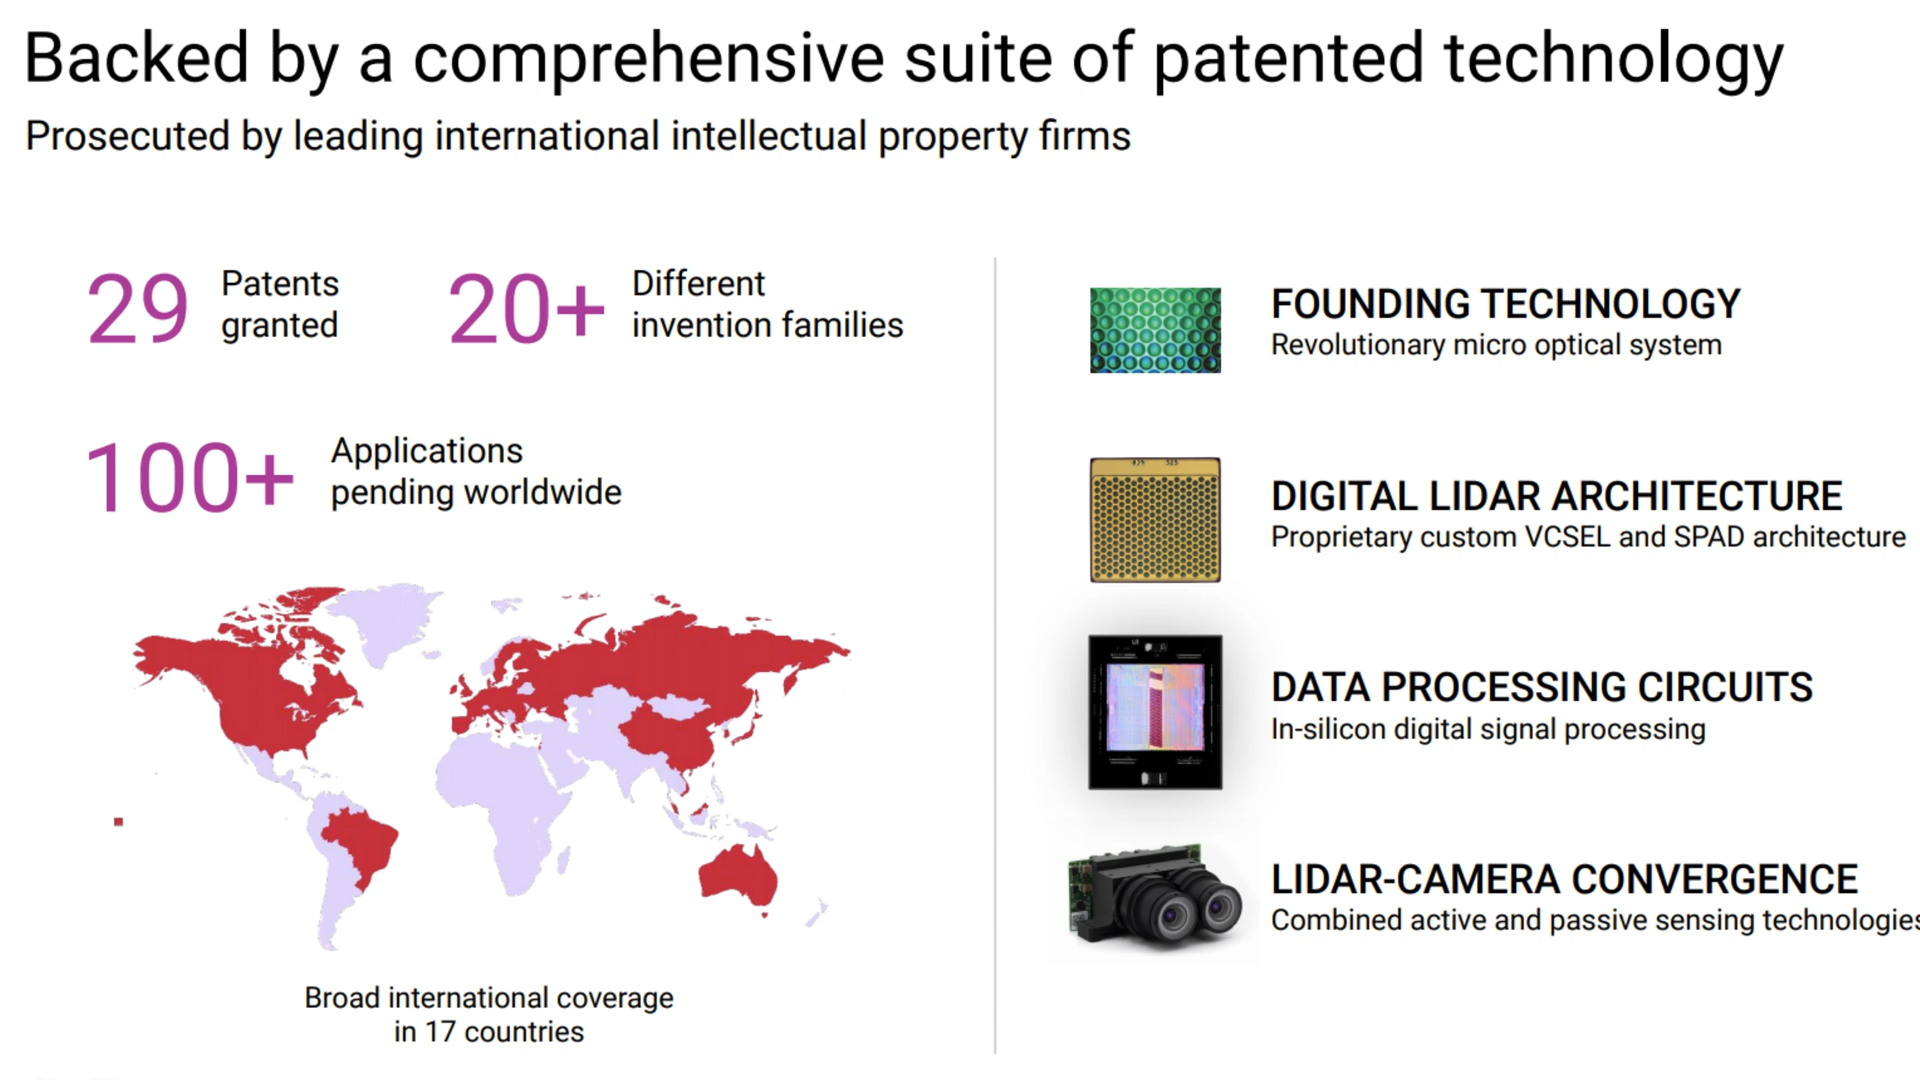 Backed by a comprehensive suite of patented technology
Prosecuted by leading international intellectual property firms
29
Patents
granted
20+
Different
invention families
100+
Applications
pending worldwide
Broad international coverage
in 17 countries
FOUNDING TECHNOLOGY
Revolutionary micro optical system
DIGITAL LIDAR ARCHITECTURE
Proprietary custom VCSEL and SPAD architecture
DATA PROCESSING CIRCUITS
In-silicon digital signal processing
LIDAR-CAMERA CONVERGENCE
Combined active and passive sensing technologies